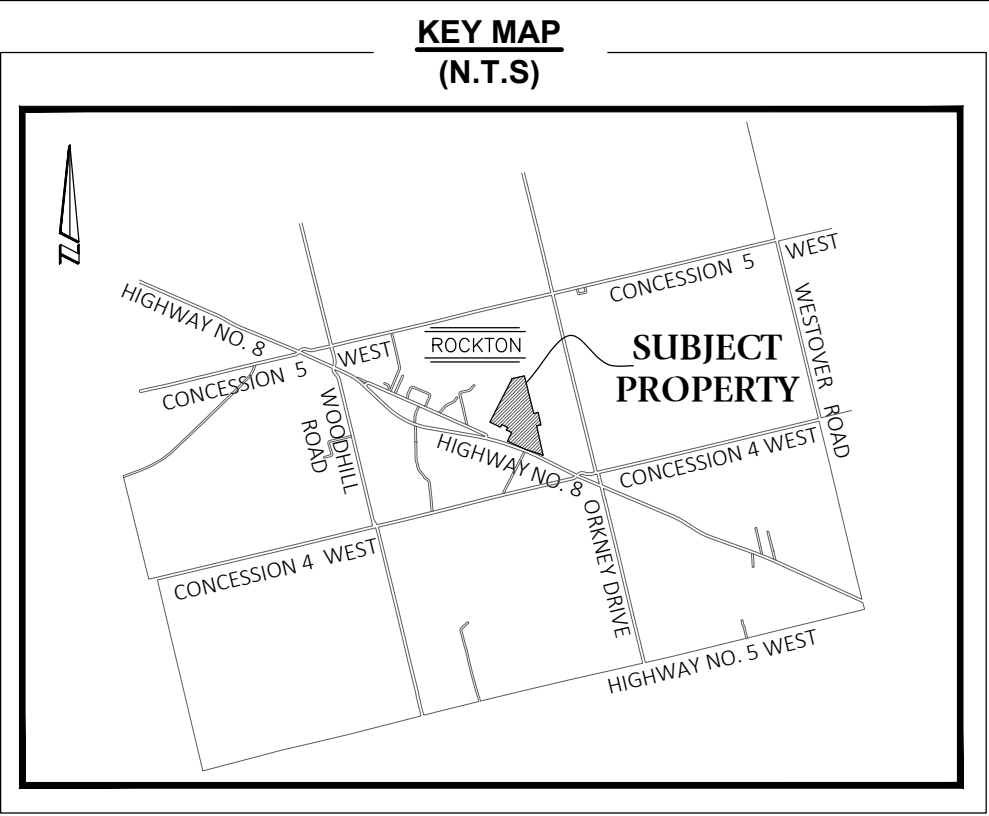 KEY MAP
(N.T.S)
N
HIGHWAY NO. 8
CONCESSION 5
WEST
ROCKTON
CONCESSION 5
WEST
SUBJECT
PROPERTY
WESTOVER ROAD
WOODHILL
ROAD
HIGHWAY NO. 8
CONCESSION 4 WEST
ORKNEY DRIVE
CONCESSION 4 WEST
HIGHWAY NO. 5 WEST